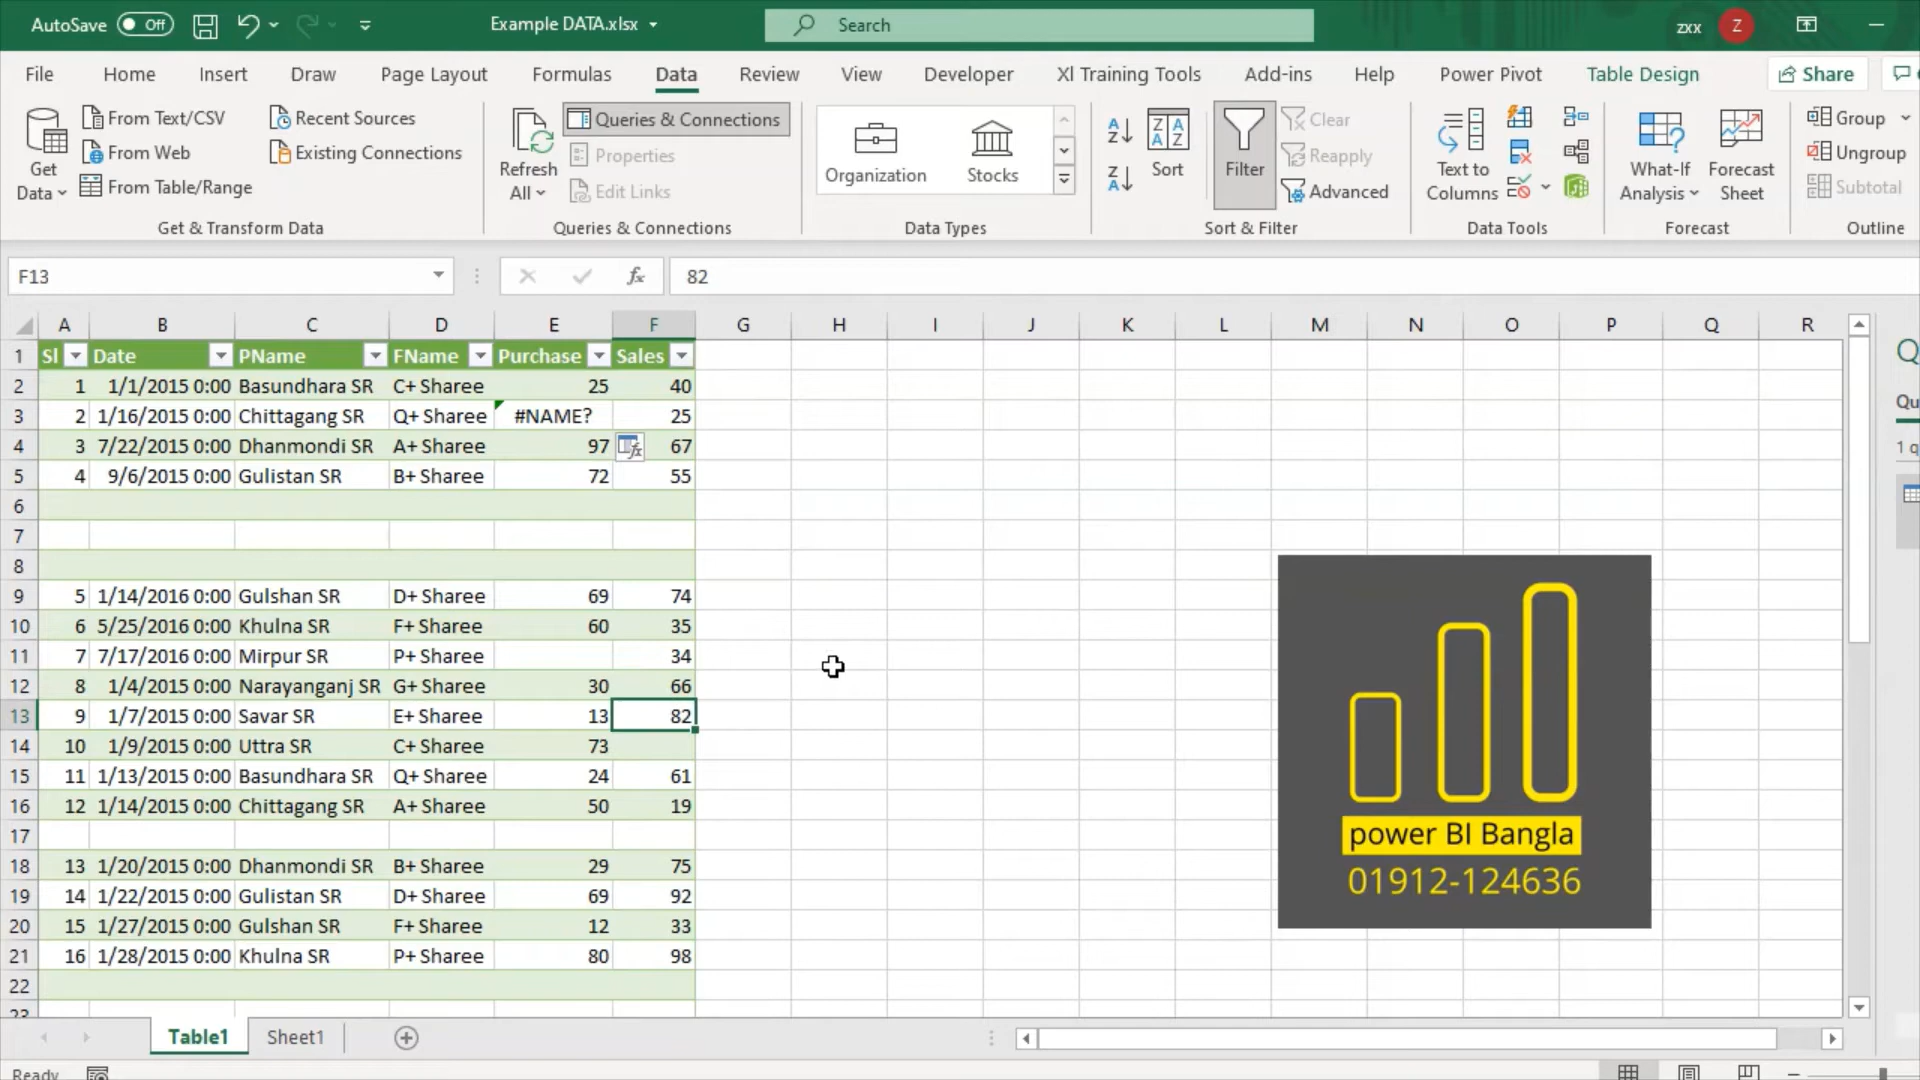 AutoSave Off Example DATA.xlsx Search zxx Z
File Home Insert Draw Page Layout Formulas Data Review View Developer Xl Training Tools Add-ins Help Power Pivot Table Design Share
Get Data
From Text/CSV
From Web
From Table/Range
Recent Sources
Existing Connections
Get & Transform Data
Refresh All
Queries & Connections
Properties
Edit Links
Queries & Connections
Organization Stocks
Data Types
Sort
Filter
Clear
Reapply
Advanced
Sort & Filter
Text to Columns
Data Tools
What-If Analysis
Forecast Sheet
Forecast
Group
Ungroup
Subtotal
Outline
F13 fx 82
A B C D E F G H I J K L M N O P Q R
1 Sl Date PName FName Purchase Sales
2 1 1/1/2015 0:00 Basundhara SR C+ Sharee 25 40
3 2 1/16/2015 0:00 Chittagang SR Q+ Sharee #NAME? 25
4 3 7/22/2015 0:00 Dhanmondi SR A+ Sharee 97 67
5 4 9/6/2015 0:00 Gulistan SR B+ Sharee 72 55
6
7
8
9 5 1/14/2016 0:00 Gulshan SR D+ Sharee 69 74
10 6 5/25/2016 0:00 Khulna SR F+ Sharee 60 35
11 7 7/17/2016 0:00 Mirpur SR P+ Sharee 34
12 8 1/4/2015 0:00 Narayanganj SR G+ Sharee 30 66
13 9 1/7/2015 0:00 Savar SR E+ Sharee 13 82
14 10 1/9/2015 0:00 Uttra SR C+ Sharee 73
15 11 1/13/2015 0:00 Basundhara SR Q+ Sharee 24 61
16 12 1/14/2015 0:00 Chittagang SR A+ Sharee 50 19
17
18 13 1/20/2015 0:00 Dhanmondi SR B+ Sharee 29 75
19 14 1/22/2015 0:00 Gulistan SR D+ Sharee 69 92
20 15 1/27/2015 0:00 Gulshan SR F+ Sharee 12 33
21 16 1/28/2015 0:00 Khulna SR P+ Sharee 80 98
22
power BI Bangla
01912-124636
Table1 Sheet1
Ready